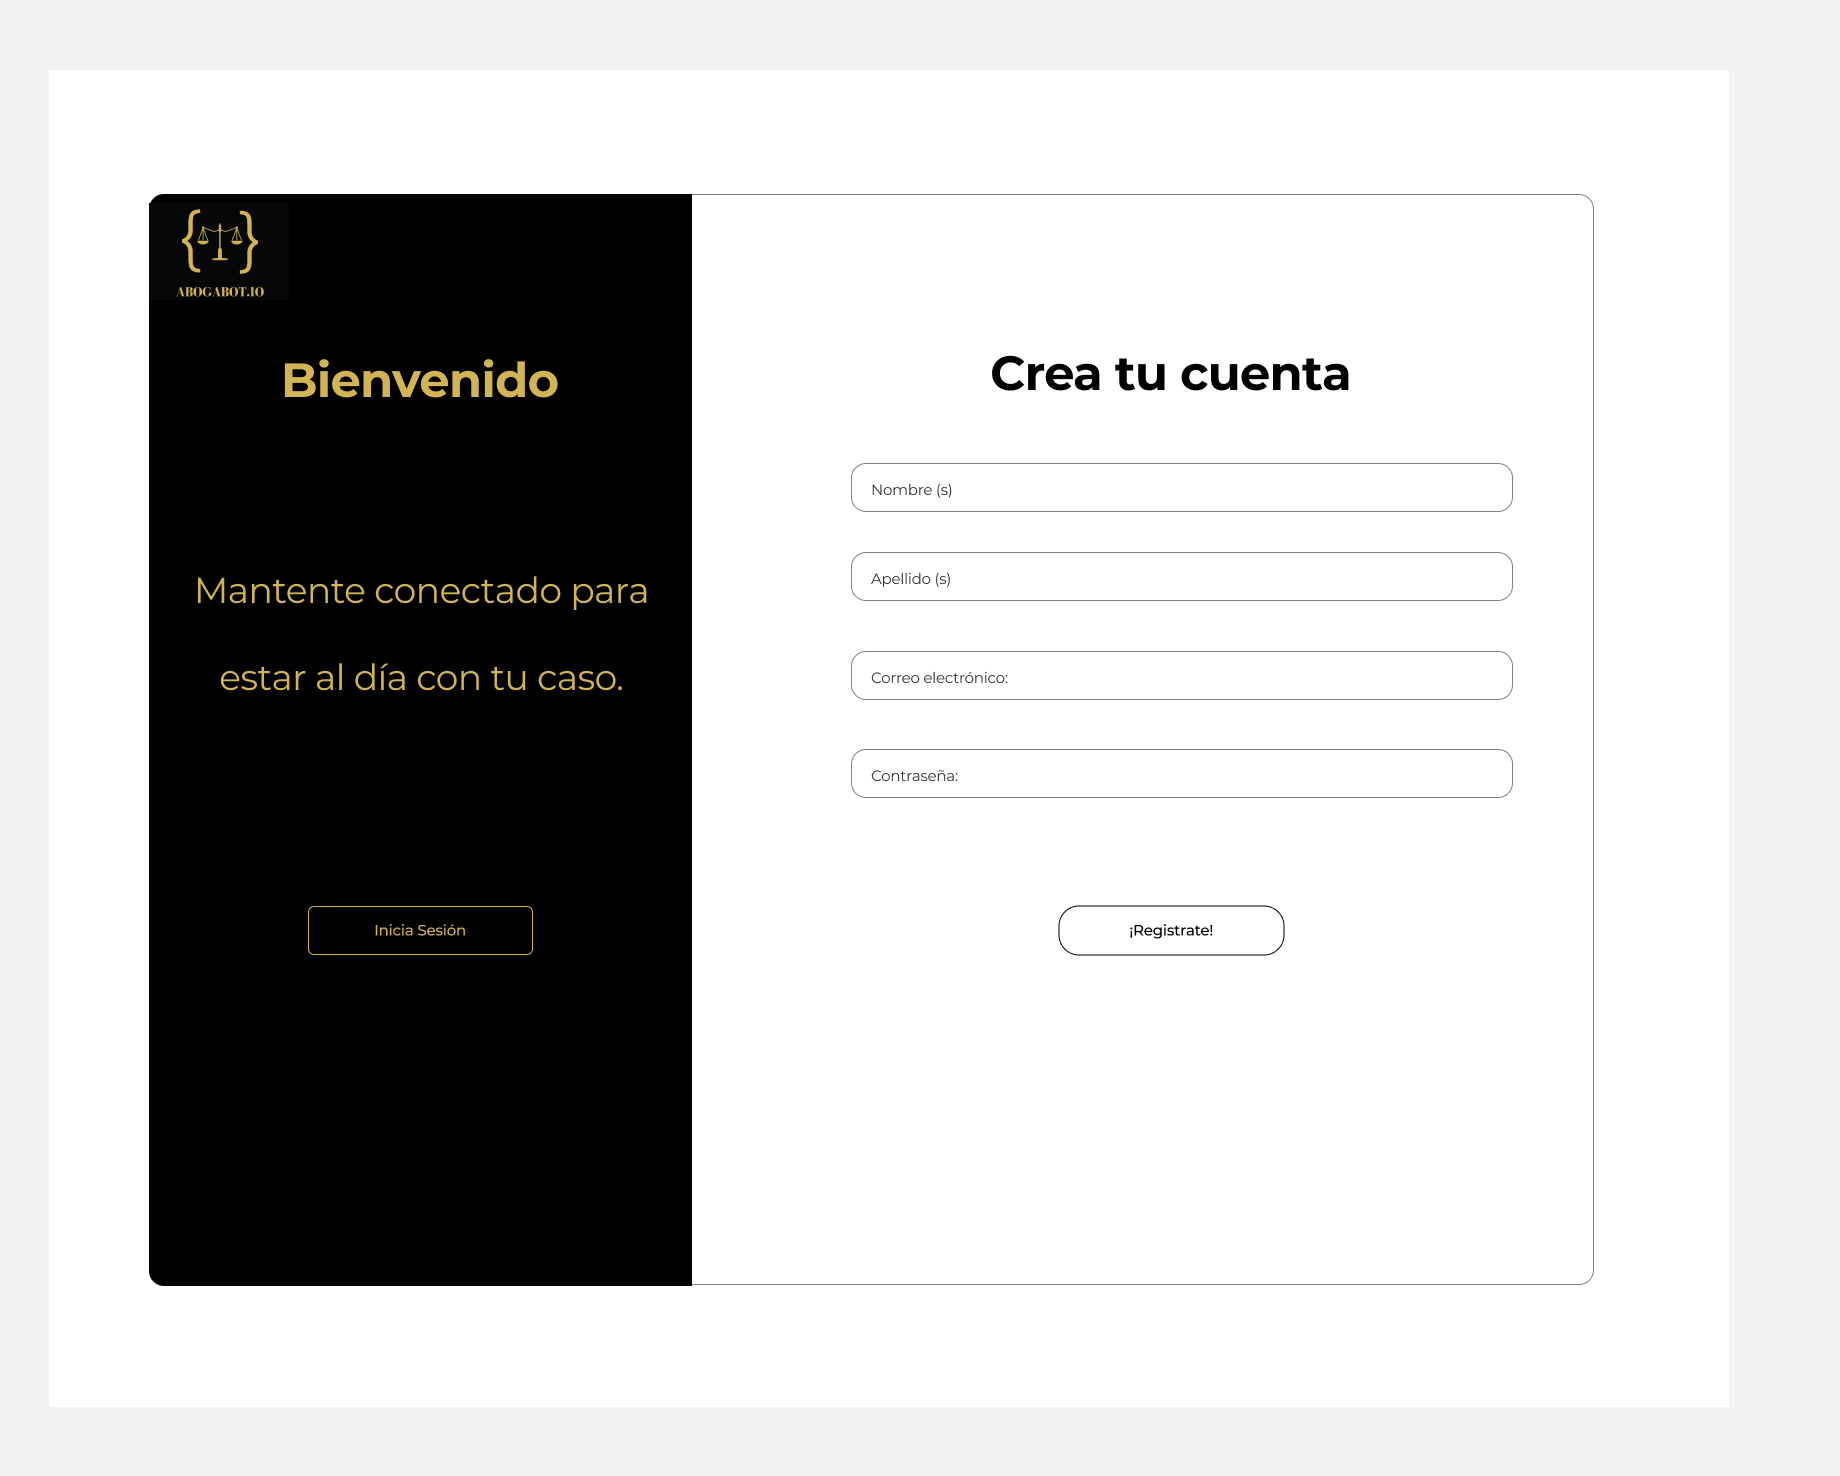 ABOGABOT.IO
Bienvenido
Mantente conectado para
estar al día con tu caso.
Inicia Sesión
Crea tu cuenta
Nombre (s)
Apellido (s)
Correo electrónico:
Contraseña:
¡Registrate!